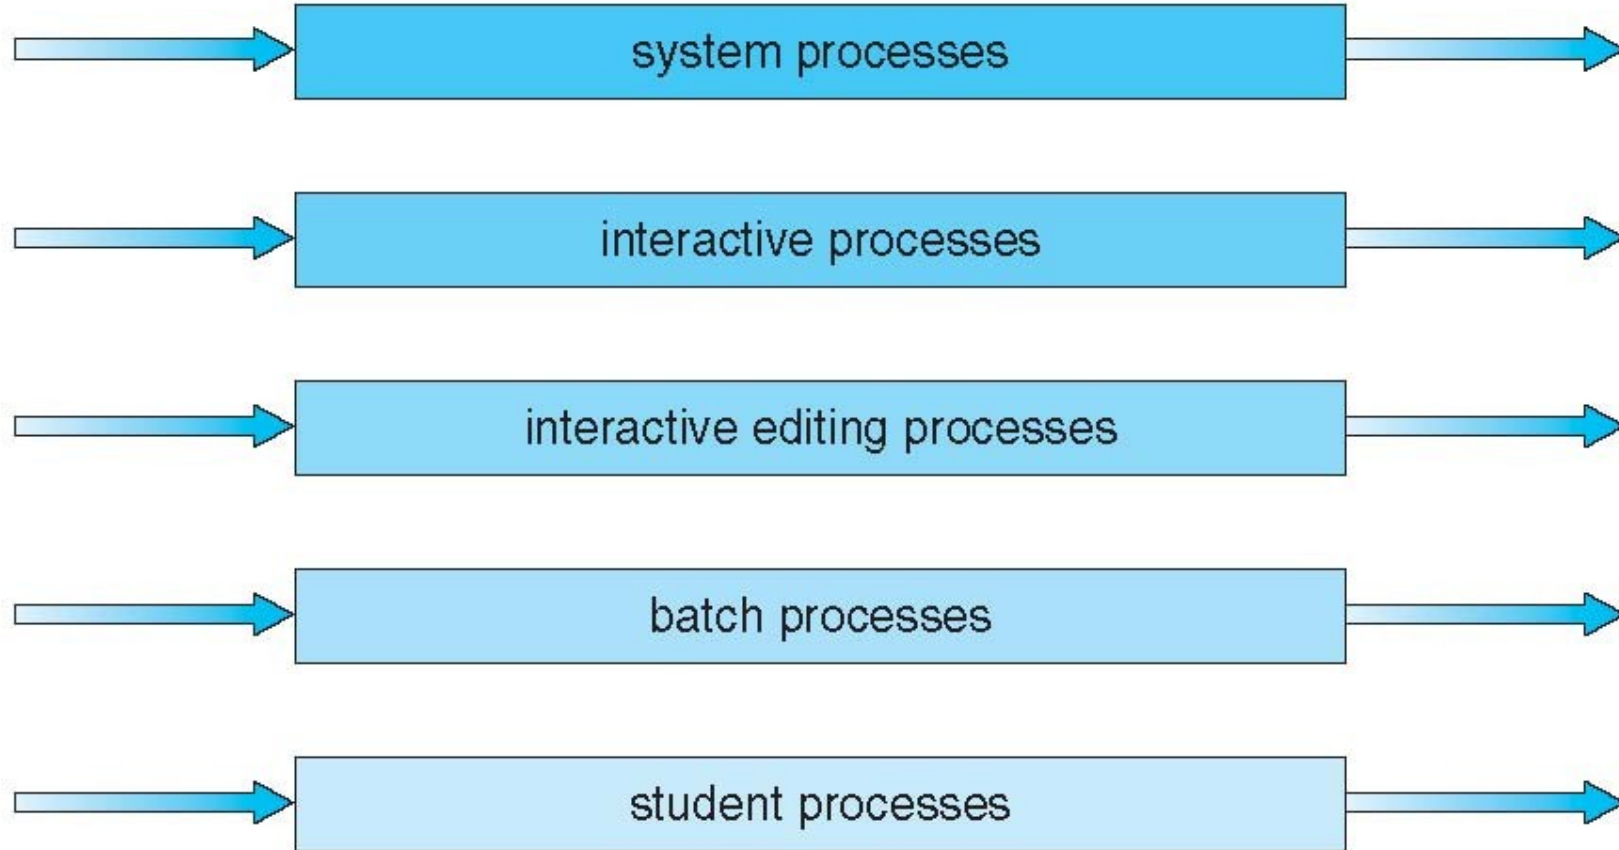 system processes
interactive processes
interactive editing processes
batch processes
student processes